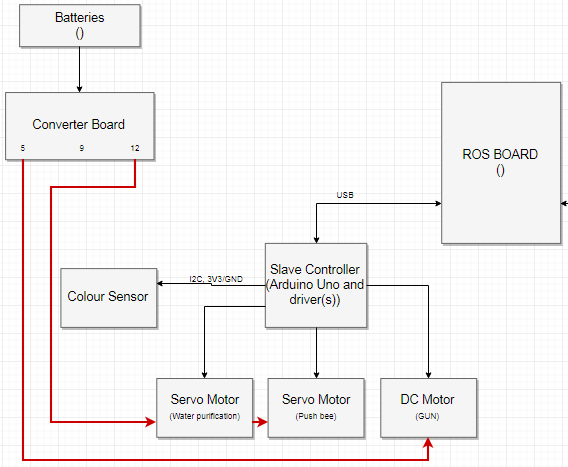 Batteries
()
Converter Board
5 9 12
ROS BOARD
()
USB
Slave Controller
(Arduino Uno and
driver(s))
I2C, 3V3/GND
Colour Sensor
Servo Motor
(Water purification)
Servo Motor
(Push bee)
DC Motor
(GUN)